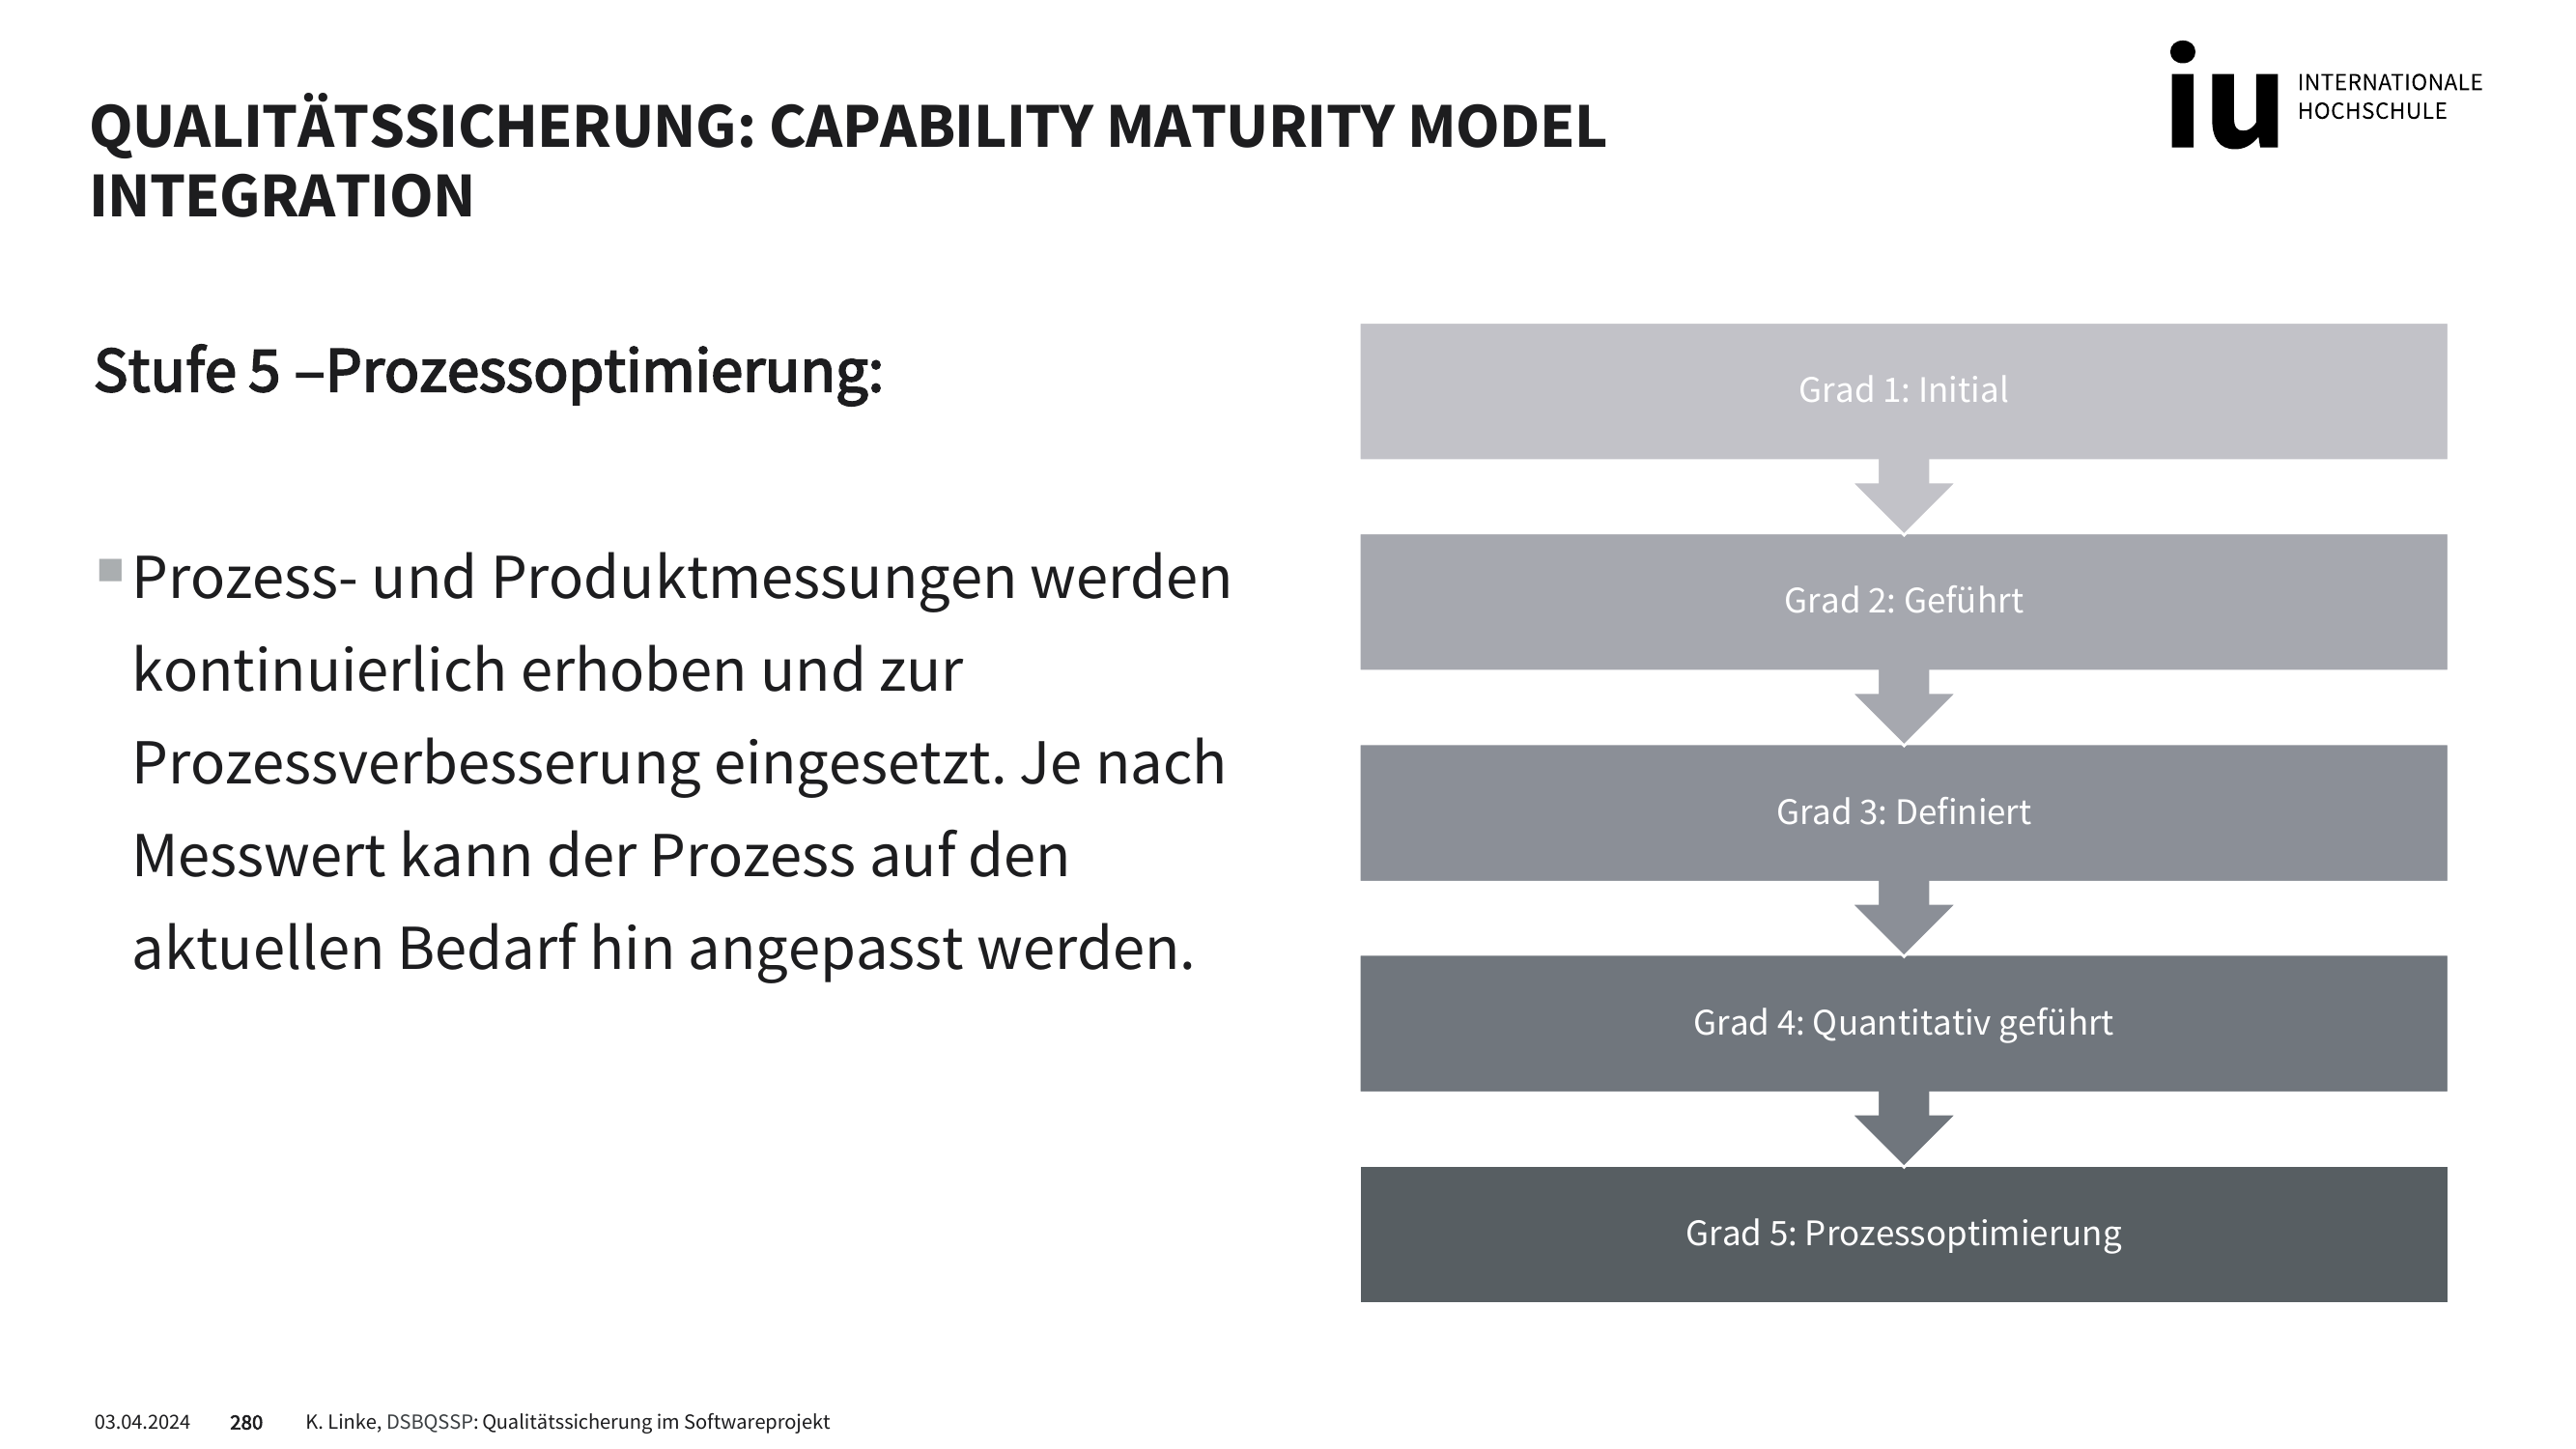 QUALITÄTSSICHERUNG: CAPABILITY MATURITY MODEL
INTEGRATION
iu INTERNATIONALE
HOCHSCHULE
Stufe 5 –Prozessoptimierung:
Prozess- und Produktmessungen werden
kontinuierlich erhoben und zur
Prozessverbesserung eingesetzt. Je nach
Messwert kann der Prozess auf den
aktuellen Bedarf hin angepasst werden.
Grad 1: Initial
Grad 2: Geführt
Grad 3: Definiert
Grad 4: Quantitativ geführt
Grad 5: Prozessoptimierung
03.04.2024 280 K. Linke, DSBQSSP: Qualitätssicherung im Softwareprojekt